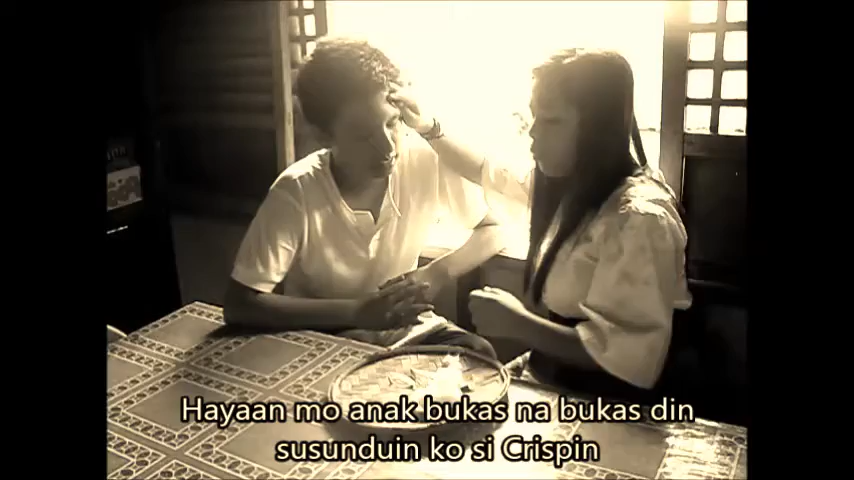 Hayaan mo anak bukas na bukas din
susunduin ko si Crispin